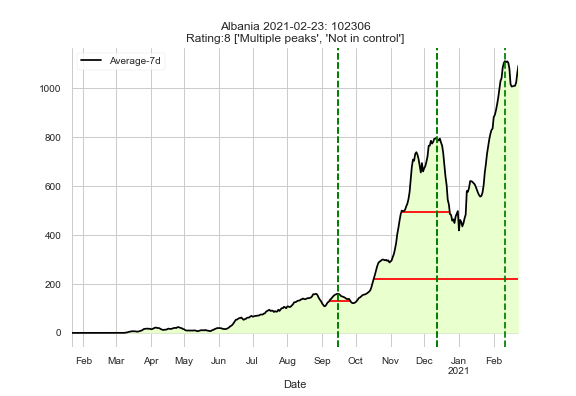 Albania 2021-02-23: 102306
Rating:8 ['Multiple peaks', 'Not in control']
Average-7d
1000
800
600
400
200
0
Feb Mar Apr May Jun Jul Aug Sep Oct Nov Dec Jan Feb
2021
Date